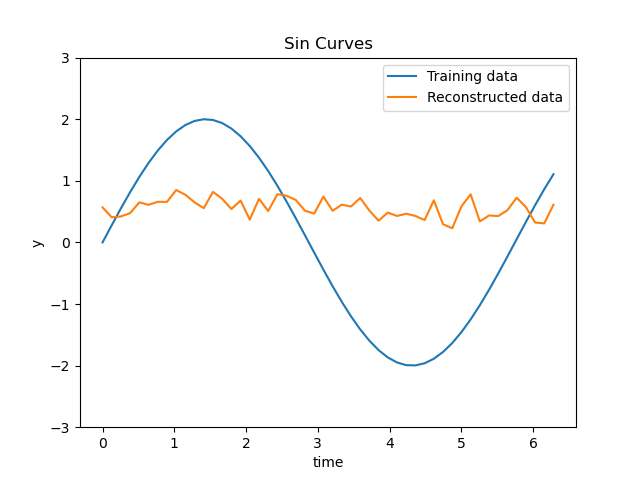 Sin Curves
Training data
Reconstructed data
3
2
1
0
−1
−2
−3
y
0 1 2 3 4 5 6
time